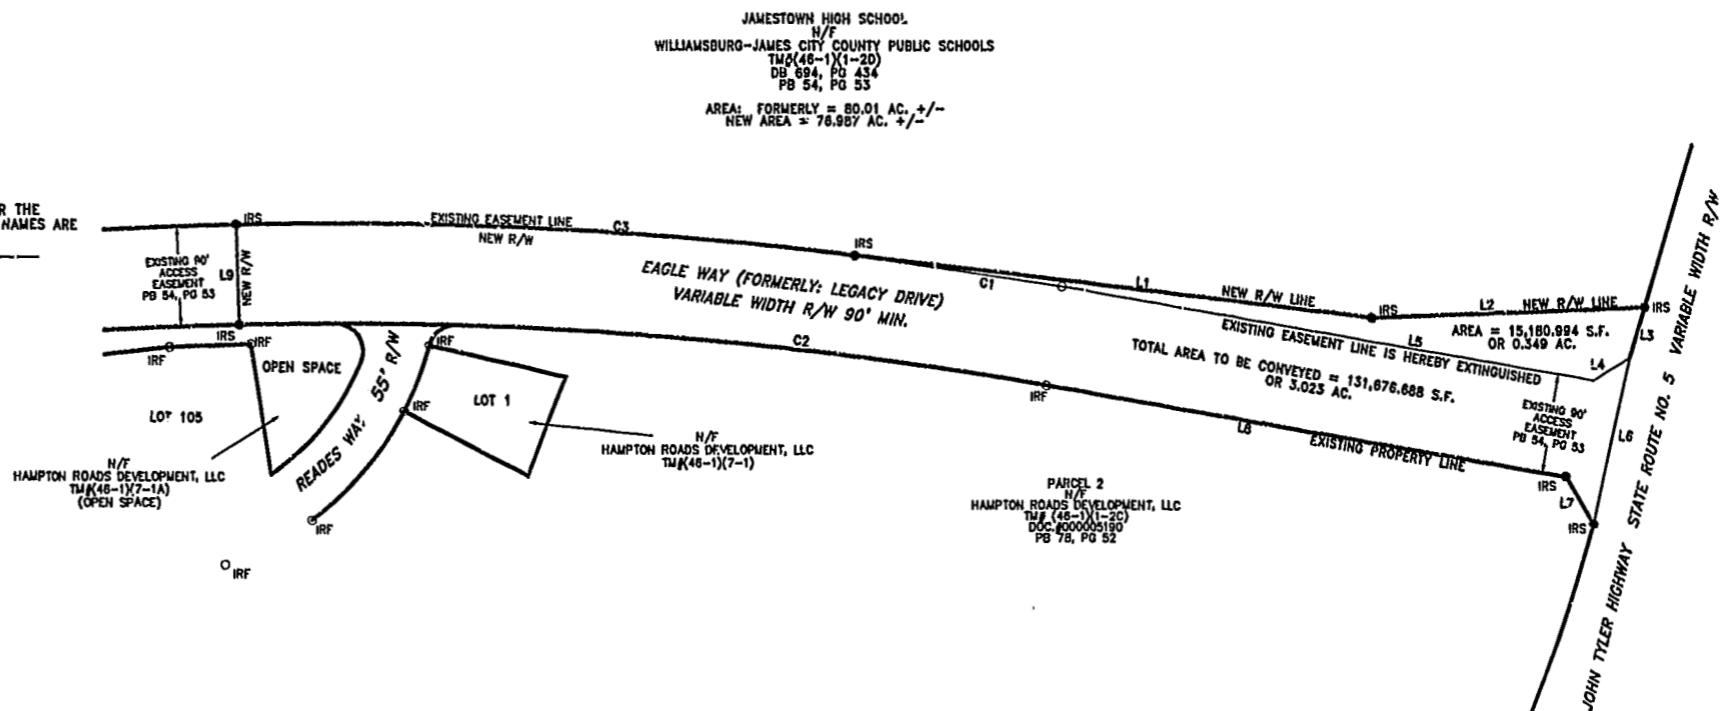 JAMESTOWN HIGH SCHOOL
N/F
WILLIAMSBURG-JAMES CITY COUNTY PUBLIC SCHOOLS
TM#(46-1)(1-2D)
DB 694, PG 434
PB 54, PG 53
AREA: FORMERLY = 80.01 AC. +/-
NEW AREA = 76.987 AC. +/-
R THE
NAMES ARE
IRS
EXISTING EASEMENT LINE
C3
NEW R/W
EXISTING 90'
ACCESS
EASEMENT
PB 54, PG 53
L9
NEW R/W
IRS
EAGLE WAY (FORMERLY: LEGACY DRIVE)
VARIABLE WIDTH R/W 90' MIN.
C1
L1
NEW R/W LINE
IRS
L2
NEW R/W LINE
IRS
AREA = 15,180.994 S.F.
OR 0.349 AC.
L3
L4
L5
EXISTING EASEMENT LINE IS HEREBY EXTINGUISHED
TOTAL AREA TO BE CONVEYED = 131,676.688 S.F.
OR 3.023 AC.
EXISTING 90'
ACCESS
EASEMENT
PB 54, PG 53
L6
JOHN TYLER HIGHWAY STATE ROUTE NO. 5 VARIABLE WIDTH R/W
C2
IRS
IRF
IRF
IRF
OPEN SPACE
LOT 105
READES WAY 55' R/W
IRF
LOT 1
IRF
L8
EXISTING PROPERTY LINE
IRS
L7
IRS
N/F
HAMPTON ROADS DEVELOPMENT, LLC
TM#(46-1)(7-1A)
(OPEN SPACE)
N/F
HAMPTON ROADS DEVELOPMENT, LLC
TM#(46-1)(7-1)
PARCEL 2
N/F
HAMPTON ROADS DEVELOPMENT, LLC
TM# (46-1)(1-2C)
DOC.#000005190
PB 78, PG 52
IRF
IRF